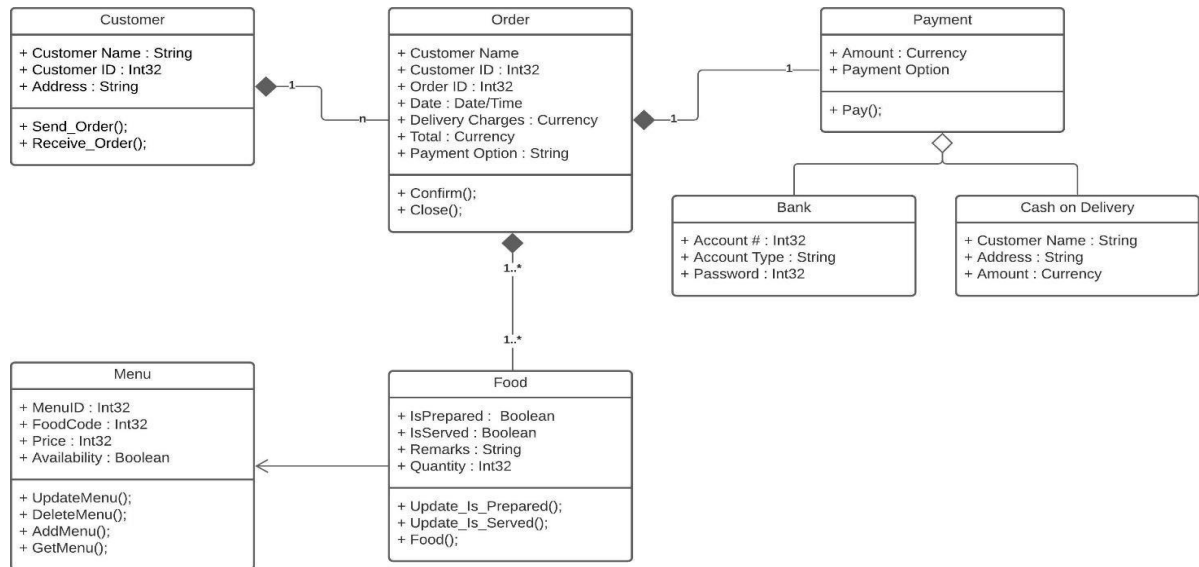 Customer
+ Customer Name : String
+ Customer ID : Int32
+ Address : String
+ Send_Order();
+ Receive_Order();
1
n
Order
+ Customer Name
+ Customer ID : Int32
+ Order ID : Int32
+ Date : Date/Time
+ Delivery Charges : Currency
+ Total : Currency
+ Payment Option : String
+ Confirm();
+ Close();
1
1
Payment
+ Amount : Currency
+ Payment Option
+ Pay();
Bank
+ Account # : Int32
+ Account Type : String
+ Password : Int32
Cash on Delivery
+ Customer Name : String
+ Address : String
+ Amount : Currency
1..*
1..*
Menu
+ MenuID : Int32
+ FoodCode : Int32
+ Price : Int32
+ Availability : Boolean
+ UpdateMenu();
+ DeleteMenu();
+ AddMenu();
+ GetMenu();
Food
+ IsPrepared : Boolean
+ IsServed : Boolean
+ Remarks : String
+ Quantity : Int32
+ Update_Is_Prepared();
+ Update_Is_Served();
+ Food();